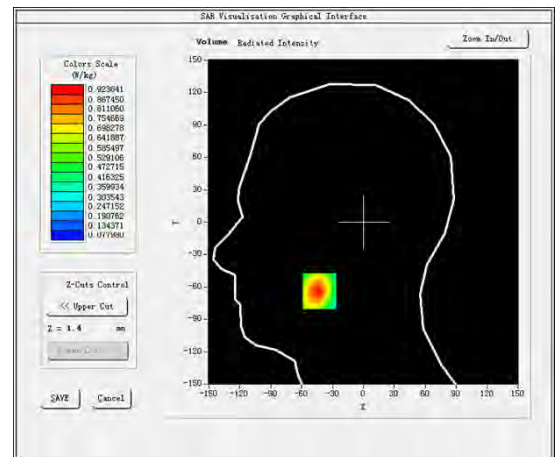 SAR Visualisation Graphical Interface
Volume Radiated Intensity
Zoom In/Out
Colors Scale
(W/kg)
0.923841
0.867450
0.811060
0.754669
0.698278
0.641887
0.585497
0.529106
0.472715
0.416325
0.359934
0.303543
0.247152
0.190762
0.134371
0.077980
150
120
90
60
30
0
-30
-60
-90
-120
-150
Y
-150 -120 -90 -60 -30 0 30 60 90 120 150
X
Z-Cuts Control
<< Upper Cut
Z = 1.4 mm
SAVE Cancel